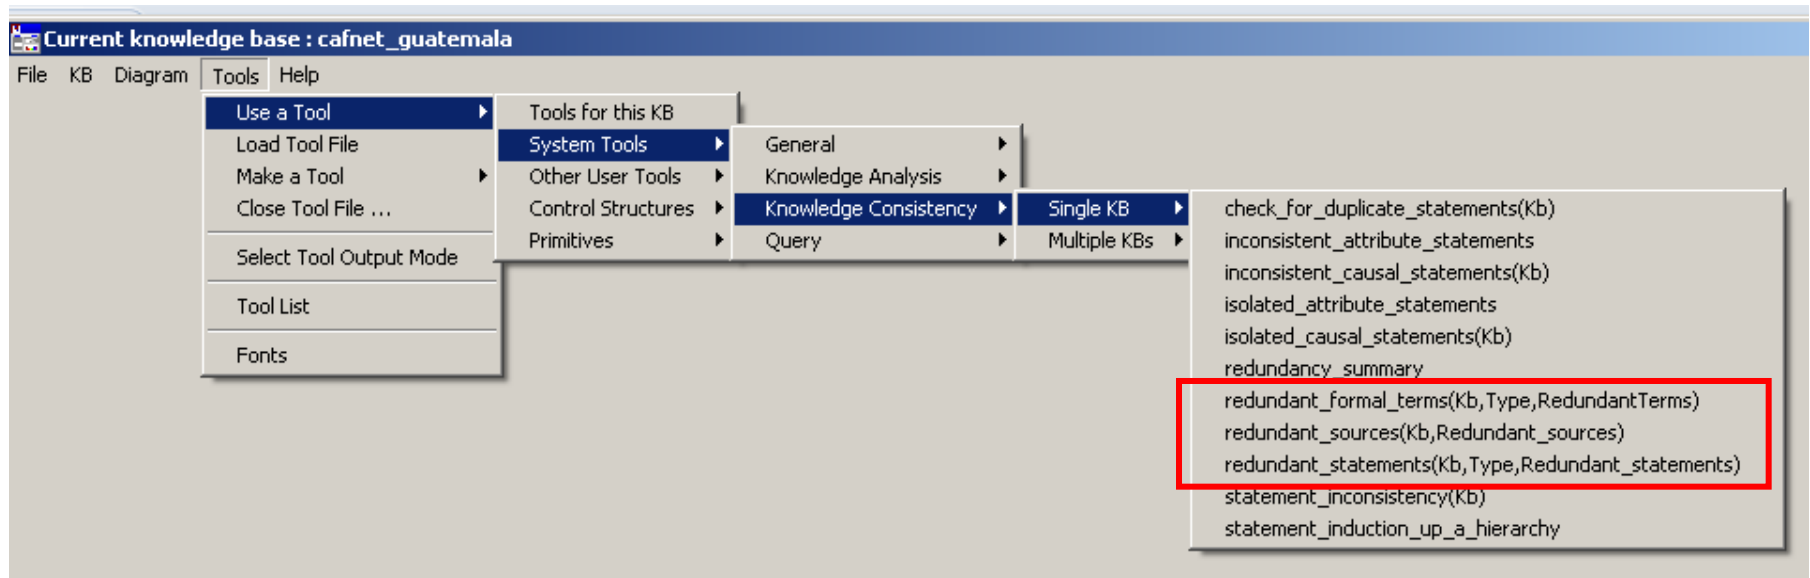 Current knowledge base : cafnet_guatemala
File KB Diagram Tools Help
Use a Tool
Load Tool File
Make a Tool
Close Tool File ...
Select Tool Output Mode
Tool List
Fonts
Tools for this KB
System Tools
Other User Tools
Control Structures
Primitives
General
Knowledge Analysis
Knowledge Consistency
Query
Single KB
Multiple KBs
check_for_duplicate_statements(Kb)
inconsistent_attribute_statements
inconsistent_causal_statements(Kb)
isolated_attribute_statements
isolated_causal_statements(Kb)
redundancy_summary
redundant_formal_terms(Kb,Type,RedundantTerms)
redundant_sources(Kb,Redundant_sources)
redundant_statements(Kb,Type,Redundant_statements)
statement_inconsistency(Kb)
statement_induction_up_a_hierarchy